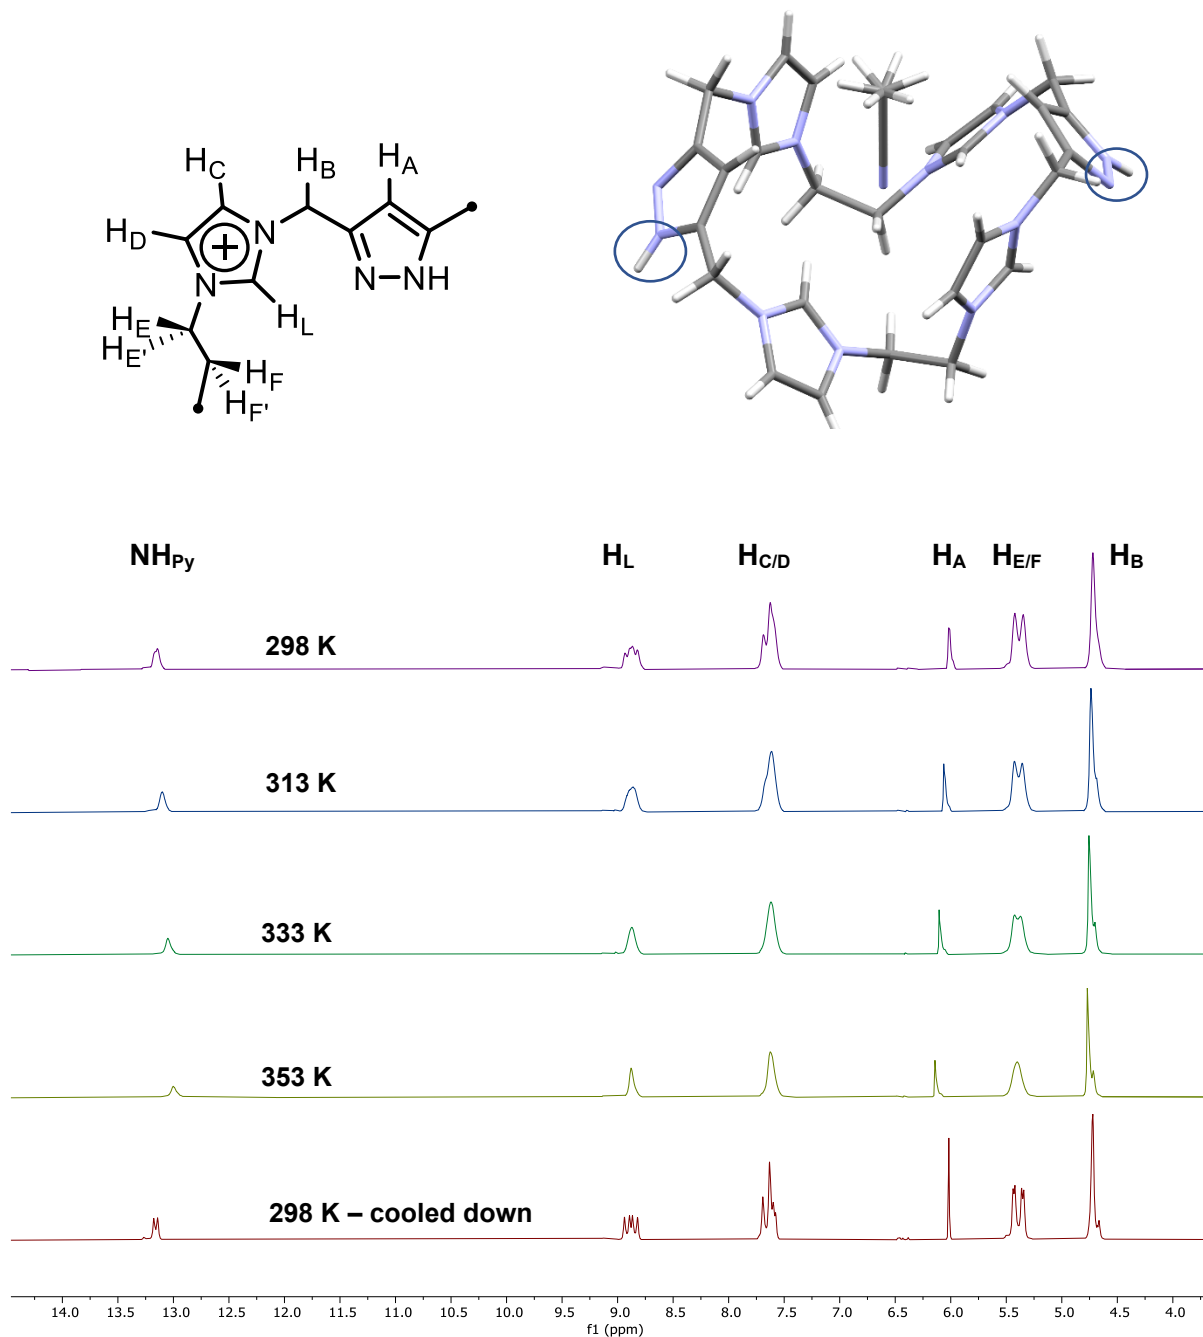 H_C
H_B
H_A
H_D
+
N
N
N
NH
H_L
H_E
H_E'
H_F
H_F'
NH_Py H_L H_C/D H_A H_E/F H_B
298 K
313 K
333 K
353 K
298 K – cooled down
14.0 13.5 13.0 12.5 12.0 11.5 11.0 10.5 10.0 9.5 9.0 8.5 8.0 7.5 7.0 6.5 6.0 5.5 5.0 4.5 4.0
f1 (ppm)